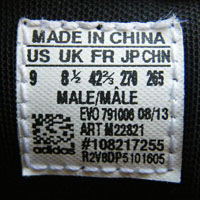 MADE IN CHINA
US UK FR JP CHN
9 8½ 42⅔ 270 265
MALE/MÂLE
EVO 791006 08/13
ART M22821
#108217255
R2V8DP5101605
adidas